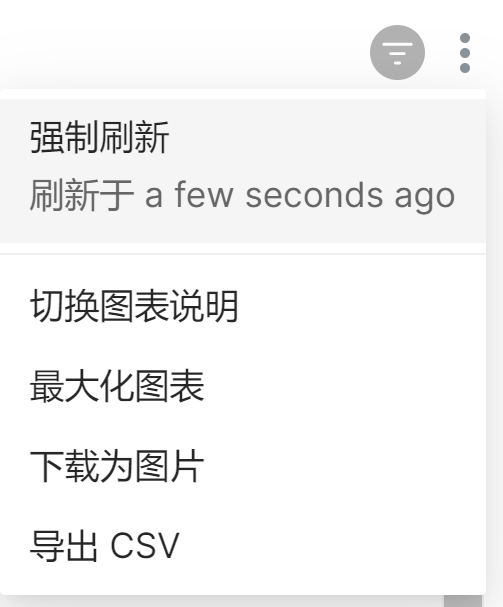 强制刷新
刷新于 a few seconds ago
切换图表说明
最大化图表
下载为图片
导出 CSV